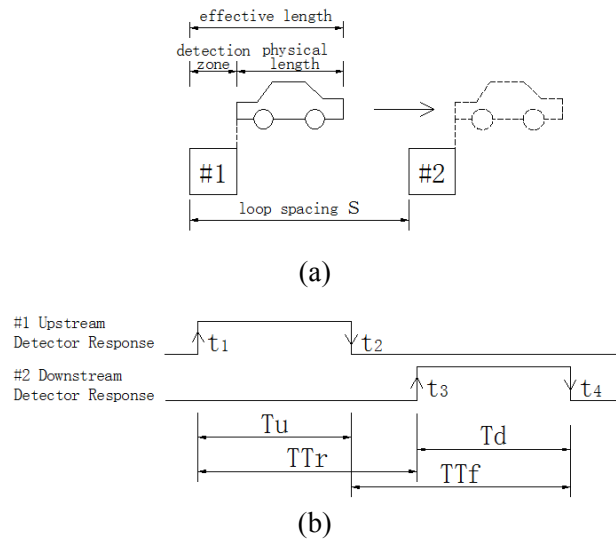 effective length
detection physical
zone length
#1 #2
loop spacing S
(a)
#1 Upstream
Detector Response
t1 t2
#2 Downstream
Detector Response
t3 t4
Tu Td
TTr
TTf
(b)